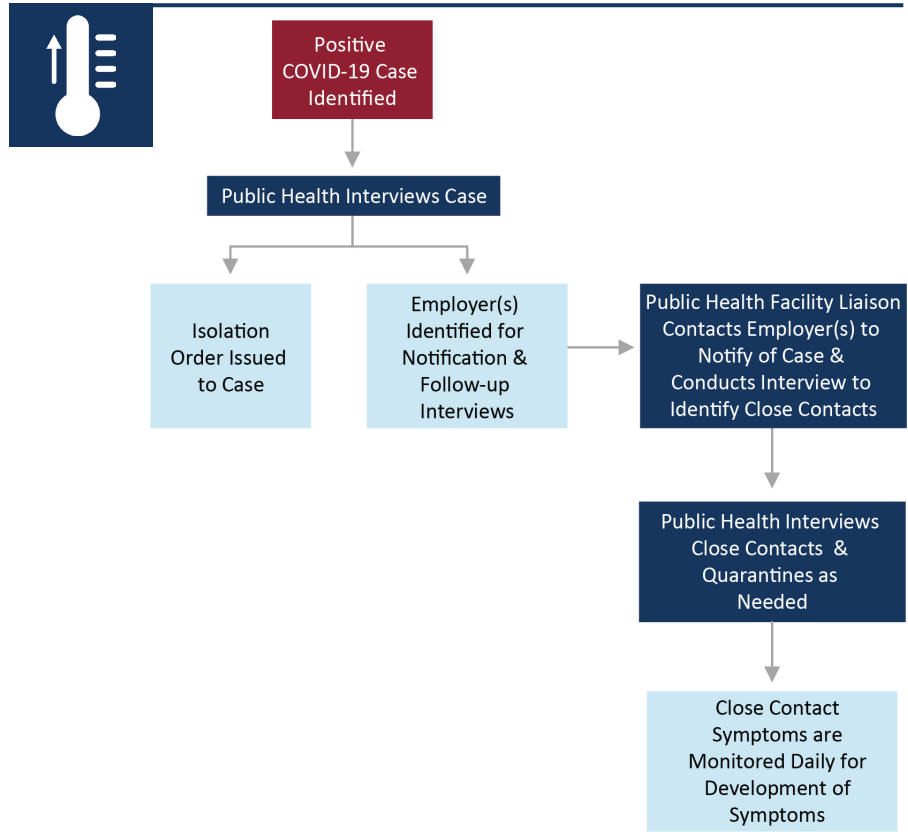 Positive
COVID-19 Case
Identified
Public Health Interviews Case
Isolation
Order Issued
to Case
Employer(s)
Identified for
Notification &
Follow-up
Interviews
Public Health Facility Liaison
Contacts Employer(s) to
Notify of Case &
Conducts Interview to
Identify Close Contacts
Public Health Interviews
Close Contacts &
Quarantines as
Needed
Close Contact
Symptoms are
Monitored Daily for
Development of
Symptoms